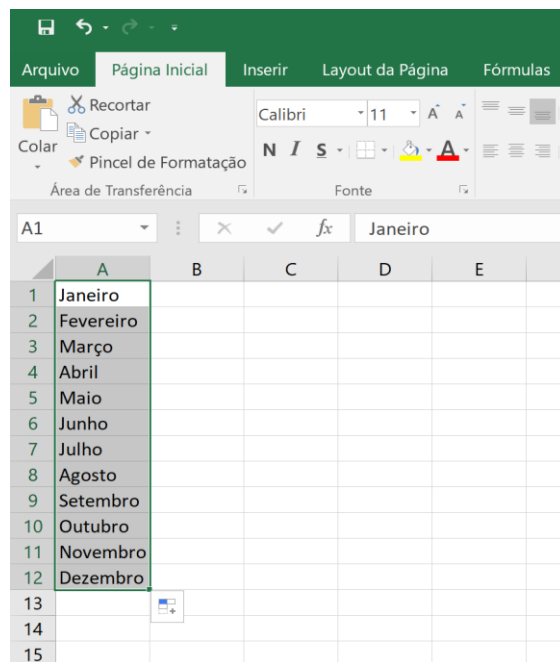 Arquivo Página Inicial Inserir Layout da Página Fórmulas
Recortar
Copiar
Colar
Pincel de Formatação
Área de Transferência
Calibri 11 A A
N I S A
Fonte
A1 fx Janeiro
A B C D E
1 Janeiro
2 Fevereiro
3 Março
4 Abril
5 Maio
6 Junho
7 Julho
8 Agosto
9 Setembro
10 Outubro
11 Novembro
12 Dezembro
13
14
15